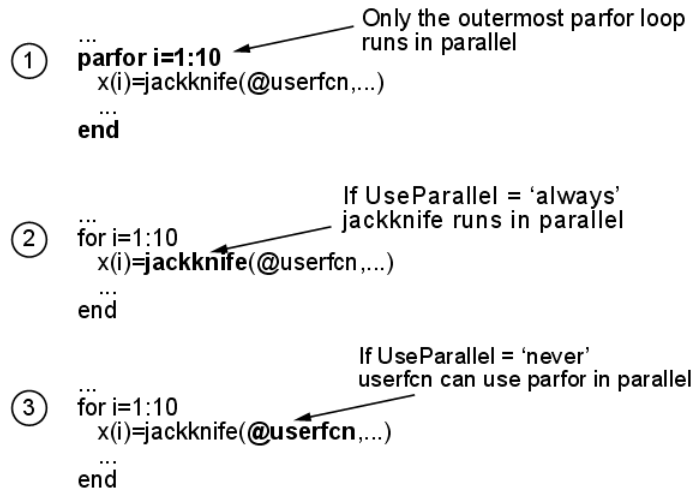 Only the outermost parfor loop
runs in parallel
①
...
parfor i=1:10
x(i)=jackknife(@userfcn,...)
...
end
If UseParallel = ‘always’
jackknife runs in parallel
②
...
for i=1:10
x(i)=jackknife(@userfcn,...)
...
end
If UseParallel = ‘never’
userfcn can use parfor in parallel
③
...
for i=1:10
x(i)=jackknife(@userfcn,...)
...
end